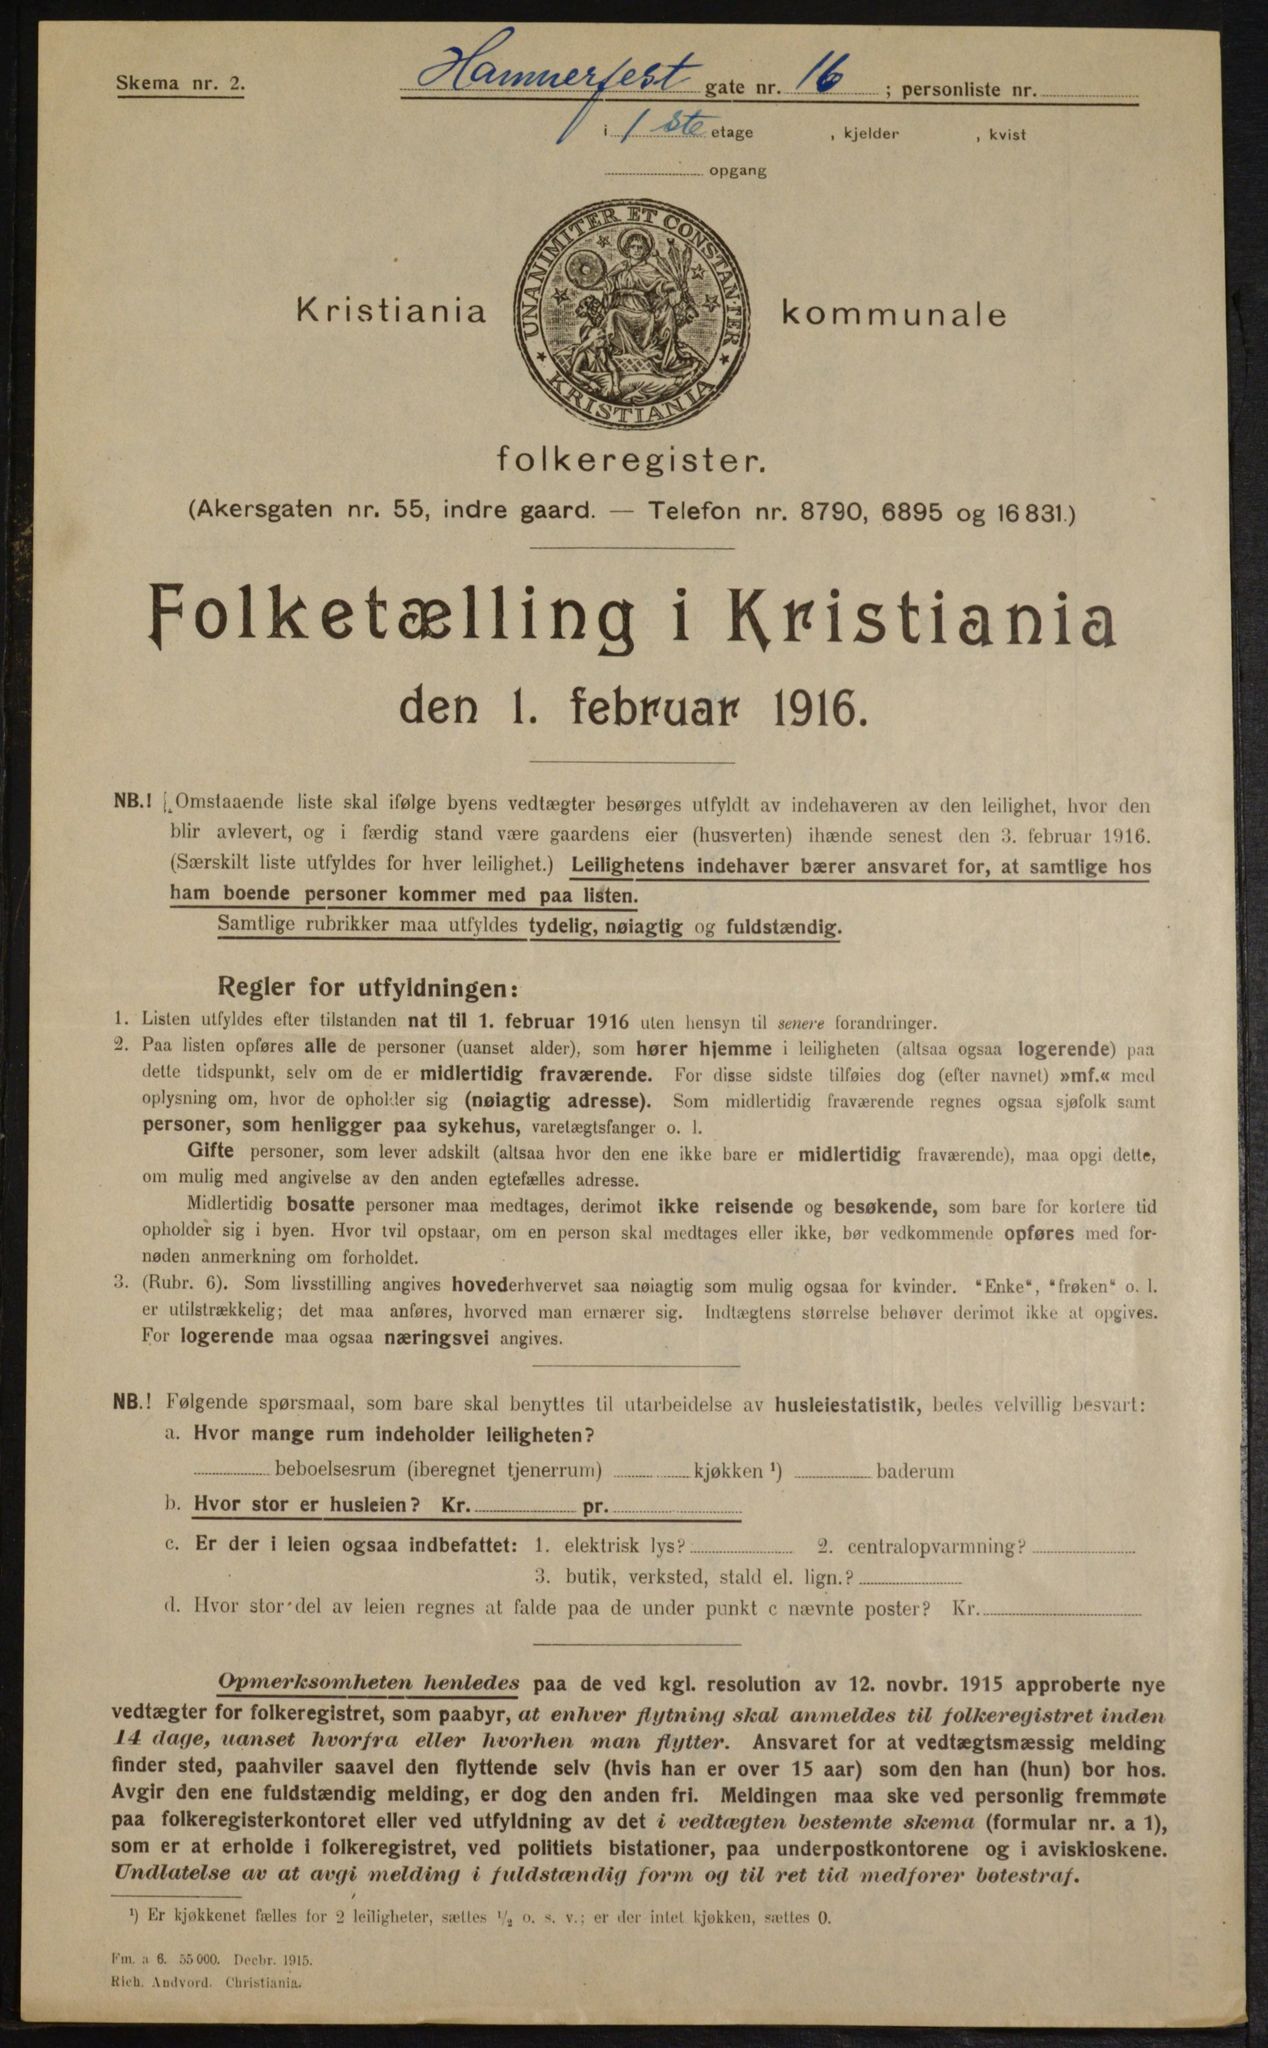 Skema nr. 2.
Hammerfest gate nr. 16 ; personliste nr.
i 1ste etage , kjelder , kvist
opgang
UNANIMITER ET CONSTANTER
KRISTIANIA
Kristiania kommunale
folkeregister.
(Akersgaten nr. 55, indre gaard. — Telefon nr. 8790, 6895 og 16 831.)
Folketælling i Kristiania
den 1. februar 1916.
NB.! Omstaaende liste skal ifølge byens vedtægter besørges utfyldt av indehaveren av den leilighet, hvor den
blir avlevert, og i færdig stand være gaardens eier (husverten) ihænde senest den 3. februar 1916.
(Særskilt liste utfyldes for hver leilighet.) Leilighetens indehaver bærer ansvaret for, at samtlige hos
ham boende personer kommer med paa listen.
Samtlige rubrikker maa utfyldes tydelig, nøiagtig og fuldstændig.
Regler for utfyldningen:
1. Listen utfyldes efter tilstanden nat til 1. februar 1916 uten hensyn til senere forandringer.
2. Paa listen opføres alle de personer (uanset alder), som hører hjemme i leiligheten (altsaa ogsaa logerende) paa
dette tidspunkt, selv om de er midlertidig fraværende. For disse sidste tilføies dog (efter navnet) »mf.« med
oplysning om, hvor de opholder sig (nøiagtig adresse). Som midlertidig fraværende regnes ogsaa sjøfolk samt
personer, som henligger paa sykehus, varetægtsfanger o. l.
Gifte personer, som lever adskilt (altsaa hvor den ene ikke bare er midlertidig fraværende), maa opgi dette,
om mulig med angivelse av den anden egtefælles adresse.
Midlertidig bosatte personer maa medtages, derimot ikke reisende og besøkende, som bare for kortere tid
opholder sig i byen. Hvor tvil opstaar, om en person skal medtages eller ikke, bør vedkommende opføres med for-
nøden anmerkning om forholdet.
3. (Rubr. 6). Som livsstilling angives hovederhvervet saa nøiagtig som mulig ogsaa for kvinder. "Enke", "frøken" o. l.
er utilstrækkelig; det maa anføres, hvorved man ernærer sig. Indtægtens størrelse behøver derimot ikke at opgives.
For logerende maa ogsaa næringsvei angives.
NB.! Følgende spørsmaal, som bare skal benyttes til utarbeidelse av husleiestatistik, bedes velvillig besvart:
a. Hvor mange rum indeholder leiligheten?
beboelsesrum (iberegnet tjenerrum) kjøkken ¹) baderum
b. Hvor stor er husleien? Kr. pr.
c. Er der i leien ogsaa indbefattet: 1. elektrisk lys? 2. centralopvarmning?
3. butik, verksted, stald el. lign.?
d. Hvor stor del av leien regnes at falde paa de under punkt c nævnte poster? Kr.
Opmerksomheten henledes paa de ved kgl. resolution av 12. novbr. 1915 approberte nye
vedtægter for folkeregistret, som paabyr, at enhver flytning skal anmeldes til folkeregistret inden
14 dage, uanset hvorfra eller hvorhen man flytter. Ansvaret for at vedtægtsmæssig melding
finder sted, paahviler saavel den flyttende selv (hvis han er over 15 aar) som den han (hun) bor hos.
Avgir den ene fuldstændig melding, er dog den anden fri. Meldingen maa ske ved personlig fremmøte
paa folkeregisterkontoret eller ved utfyldning av det i vedtægten bestemte skema (formular nr. a 1),
som er at erholde i folkeregistret, ved politiets bistationer, paa underpostkontorene og i aviskioskene.
Undlatelse av at avgi melding i fuldstændig form og til ret tid medfører bøtestraf.
¹) Er kjøkkenet fælles for 2 leiligheter, sættes ½ o. s. v.; er der intet kjøkken, sættes 0.
Fm. a 6. 55 000. Decbr. 1915.
Rich. Andvord. Christiania.